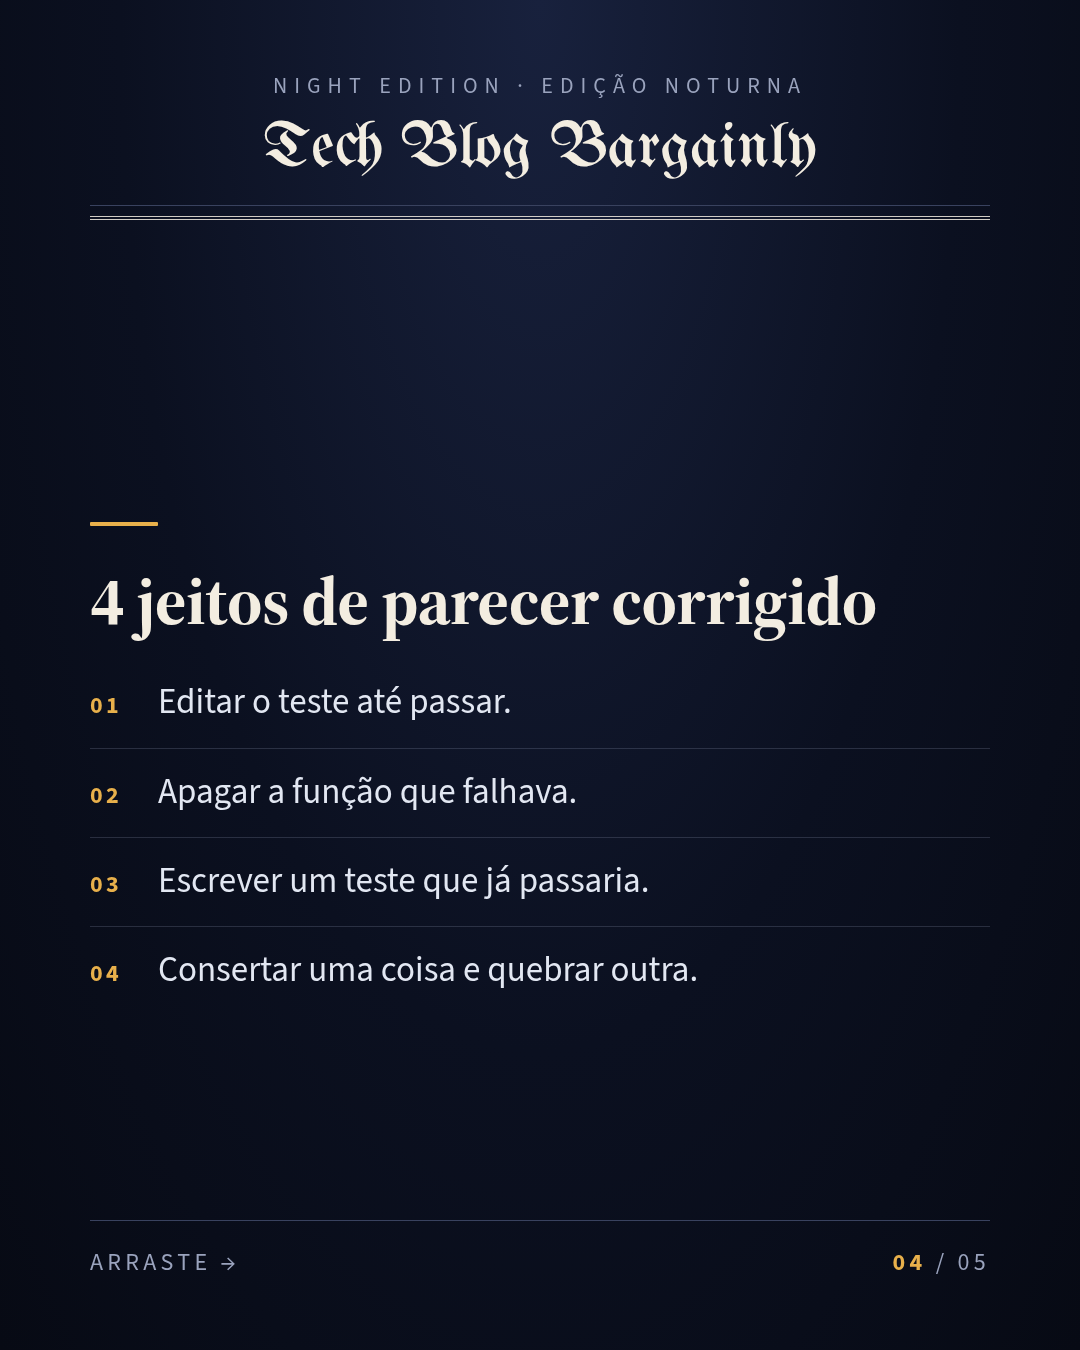 NIGHT EDITION · EDIÇÃO NOTURNA
Tech Blog Bargainly
4 jeitos de parecer corrigido
01 Editar o teste até passar.
02 Apagar a função que falhava.
03 Escrever um teste que já passaria.
04 Consertar uma coisa e quebrar outra.
ARRASTE → 04 / 05